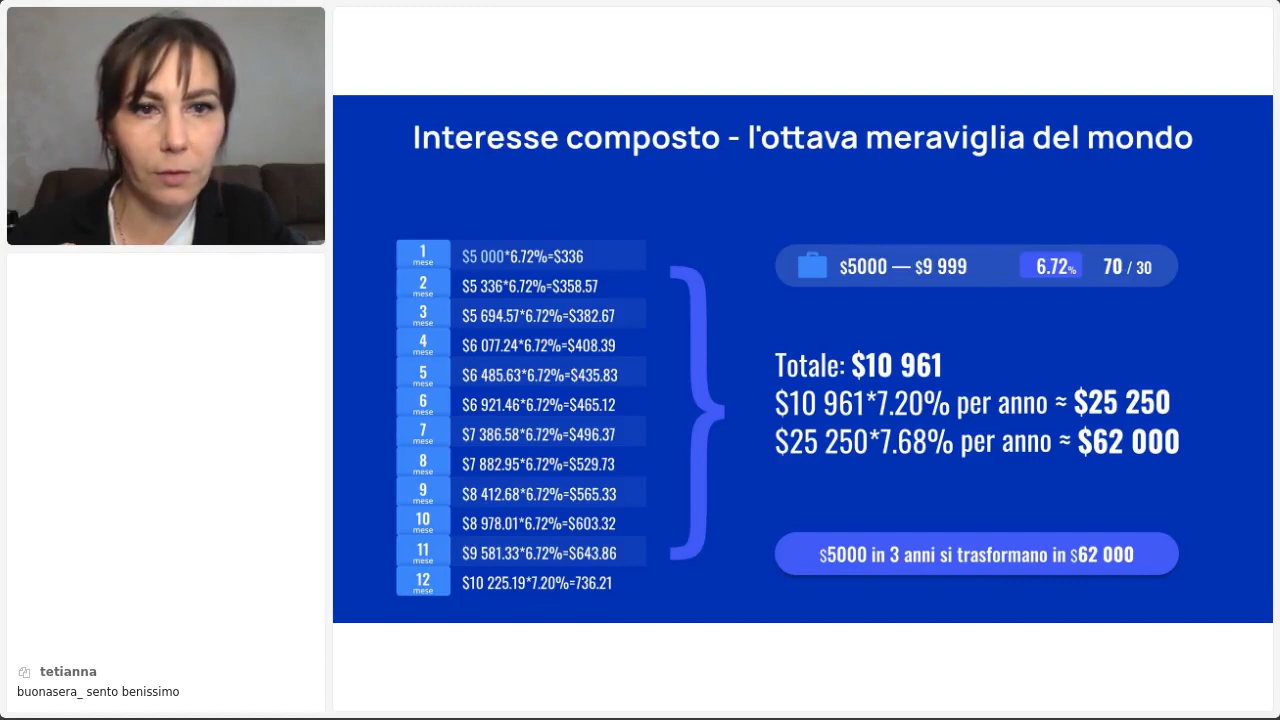 Interesse composto - l'ottava meraviglia del mondo
1 mese $5 000*6.72%=$336
2 mese $5 336*6.72%=$358.57
3 mese $5 694.57*6.72%=$382.67
4 mese $6 077.24*6.72%=$408.39
5 mese $6 485.63*6.72%=$435.83
6 mese $6 921.46*6.72%=$465.12
7 mese $7 386.58*6.72%=$496.37
8 mese $7 882.95*6.72%=$529.73
9 mese $8 412.68*6.72%=$565.33
10 mese $8 978.01*6.72%=$603.32
11 mese $9 581.33*6.72%=$643.86
12 mese $10 225.19*7.20%=736.21
$5000 — $9 999 6.72% 70 / 30
Totale: $10 961
$10 961*7.20% per anno ≈ $25 250
$25 250*7.68% per anno ≈ $62 000
$5000 in 3 anni si trasformano in $62 000
tetianna
buonasera_ sento benissimo